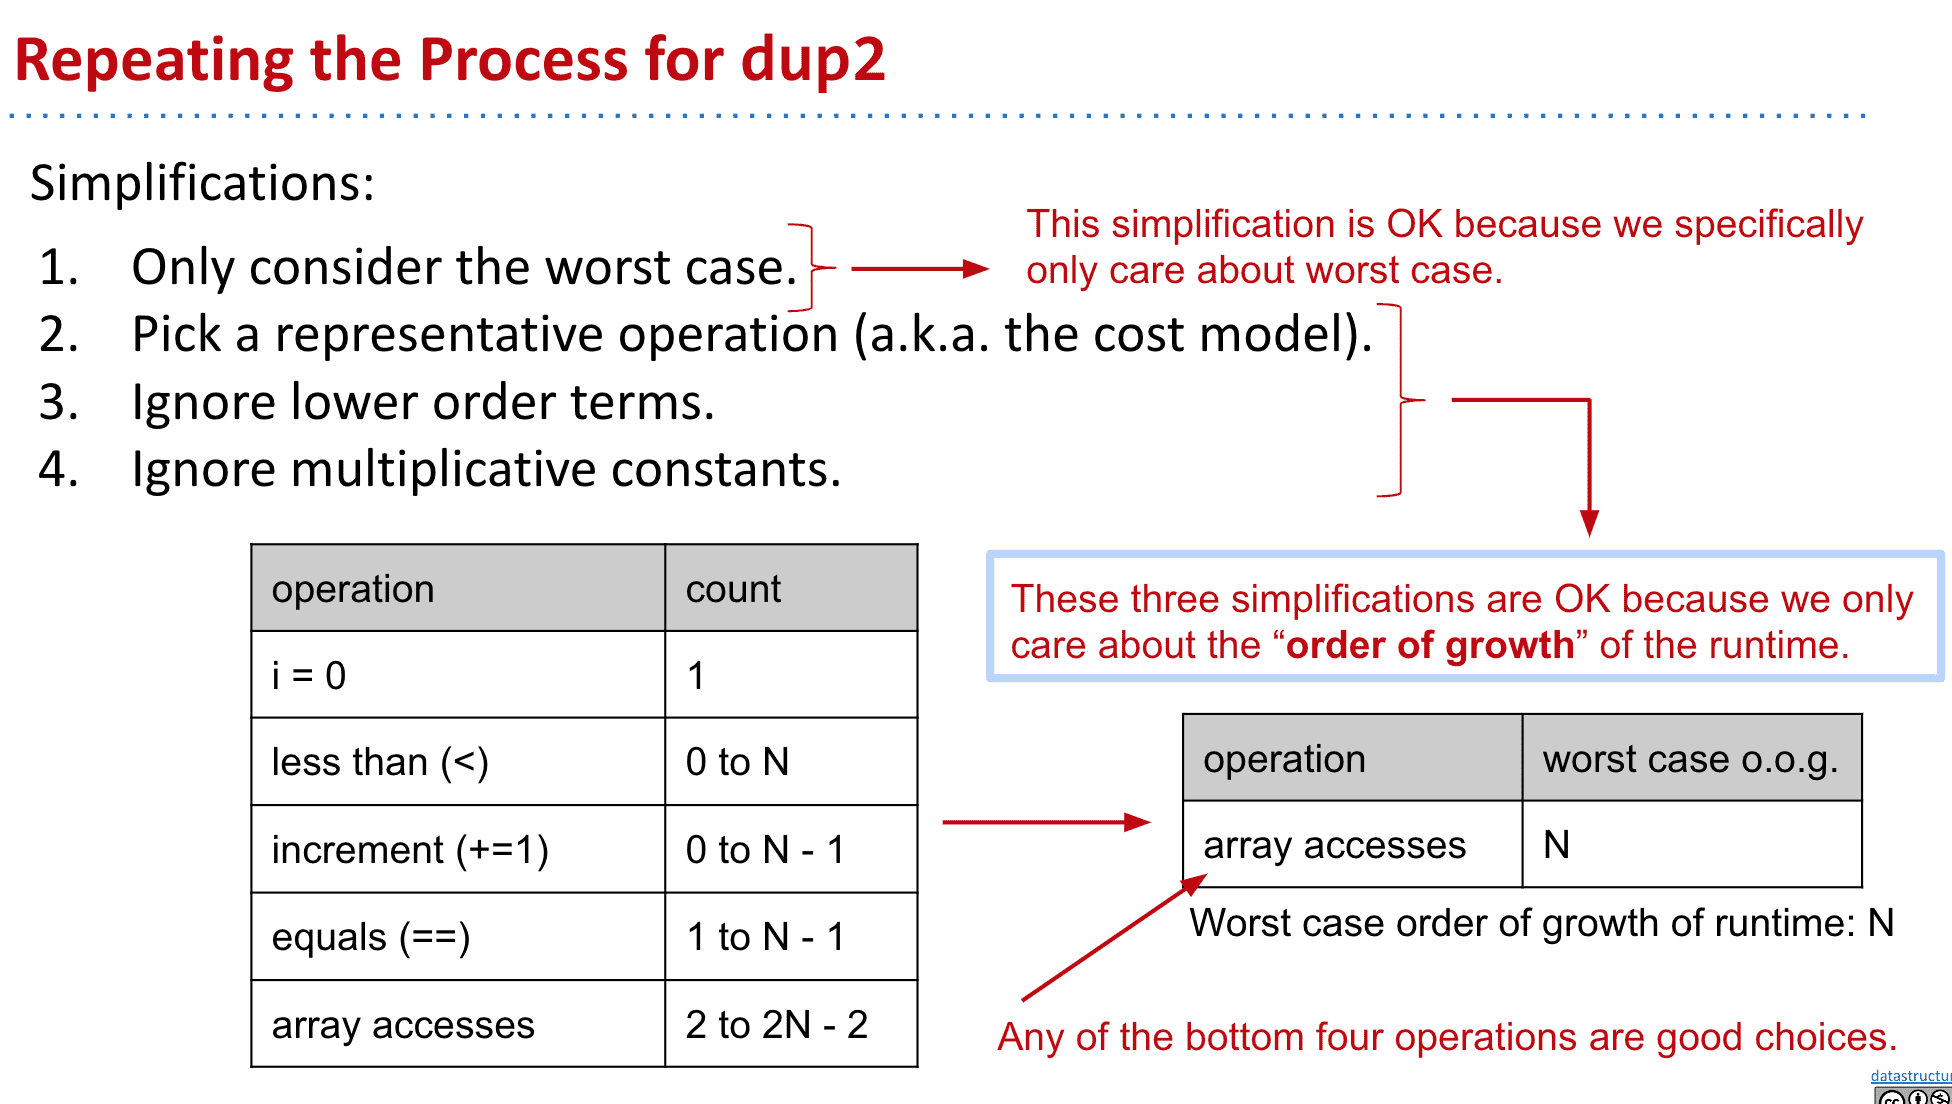 Repeating the Process for dup2
Simplifications:
1. Only consider the worst case.
This simplification is OK because we specifically
only care about worst case.
2. Pick a representative operation (a.k.a. the cost model).
3. Ignore lower order terms.
4. Ignore multiplicative constants.
These three simplifications are OK because we only
care about the “order of growth” of the runtime.
operation count
i = 0 1
less than (<) 0 to N
increment (+=1) 0 to N - 1
equals (==) 1 to N - 1
array accesses 2 to 2N - 2
operation worst case o.o.g.
array accesses N
Worst case order of growth of runtime: N
Any of the bottom four operations are good choices.
datastructur
cc